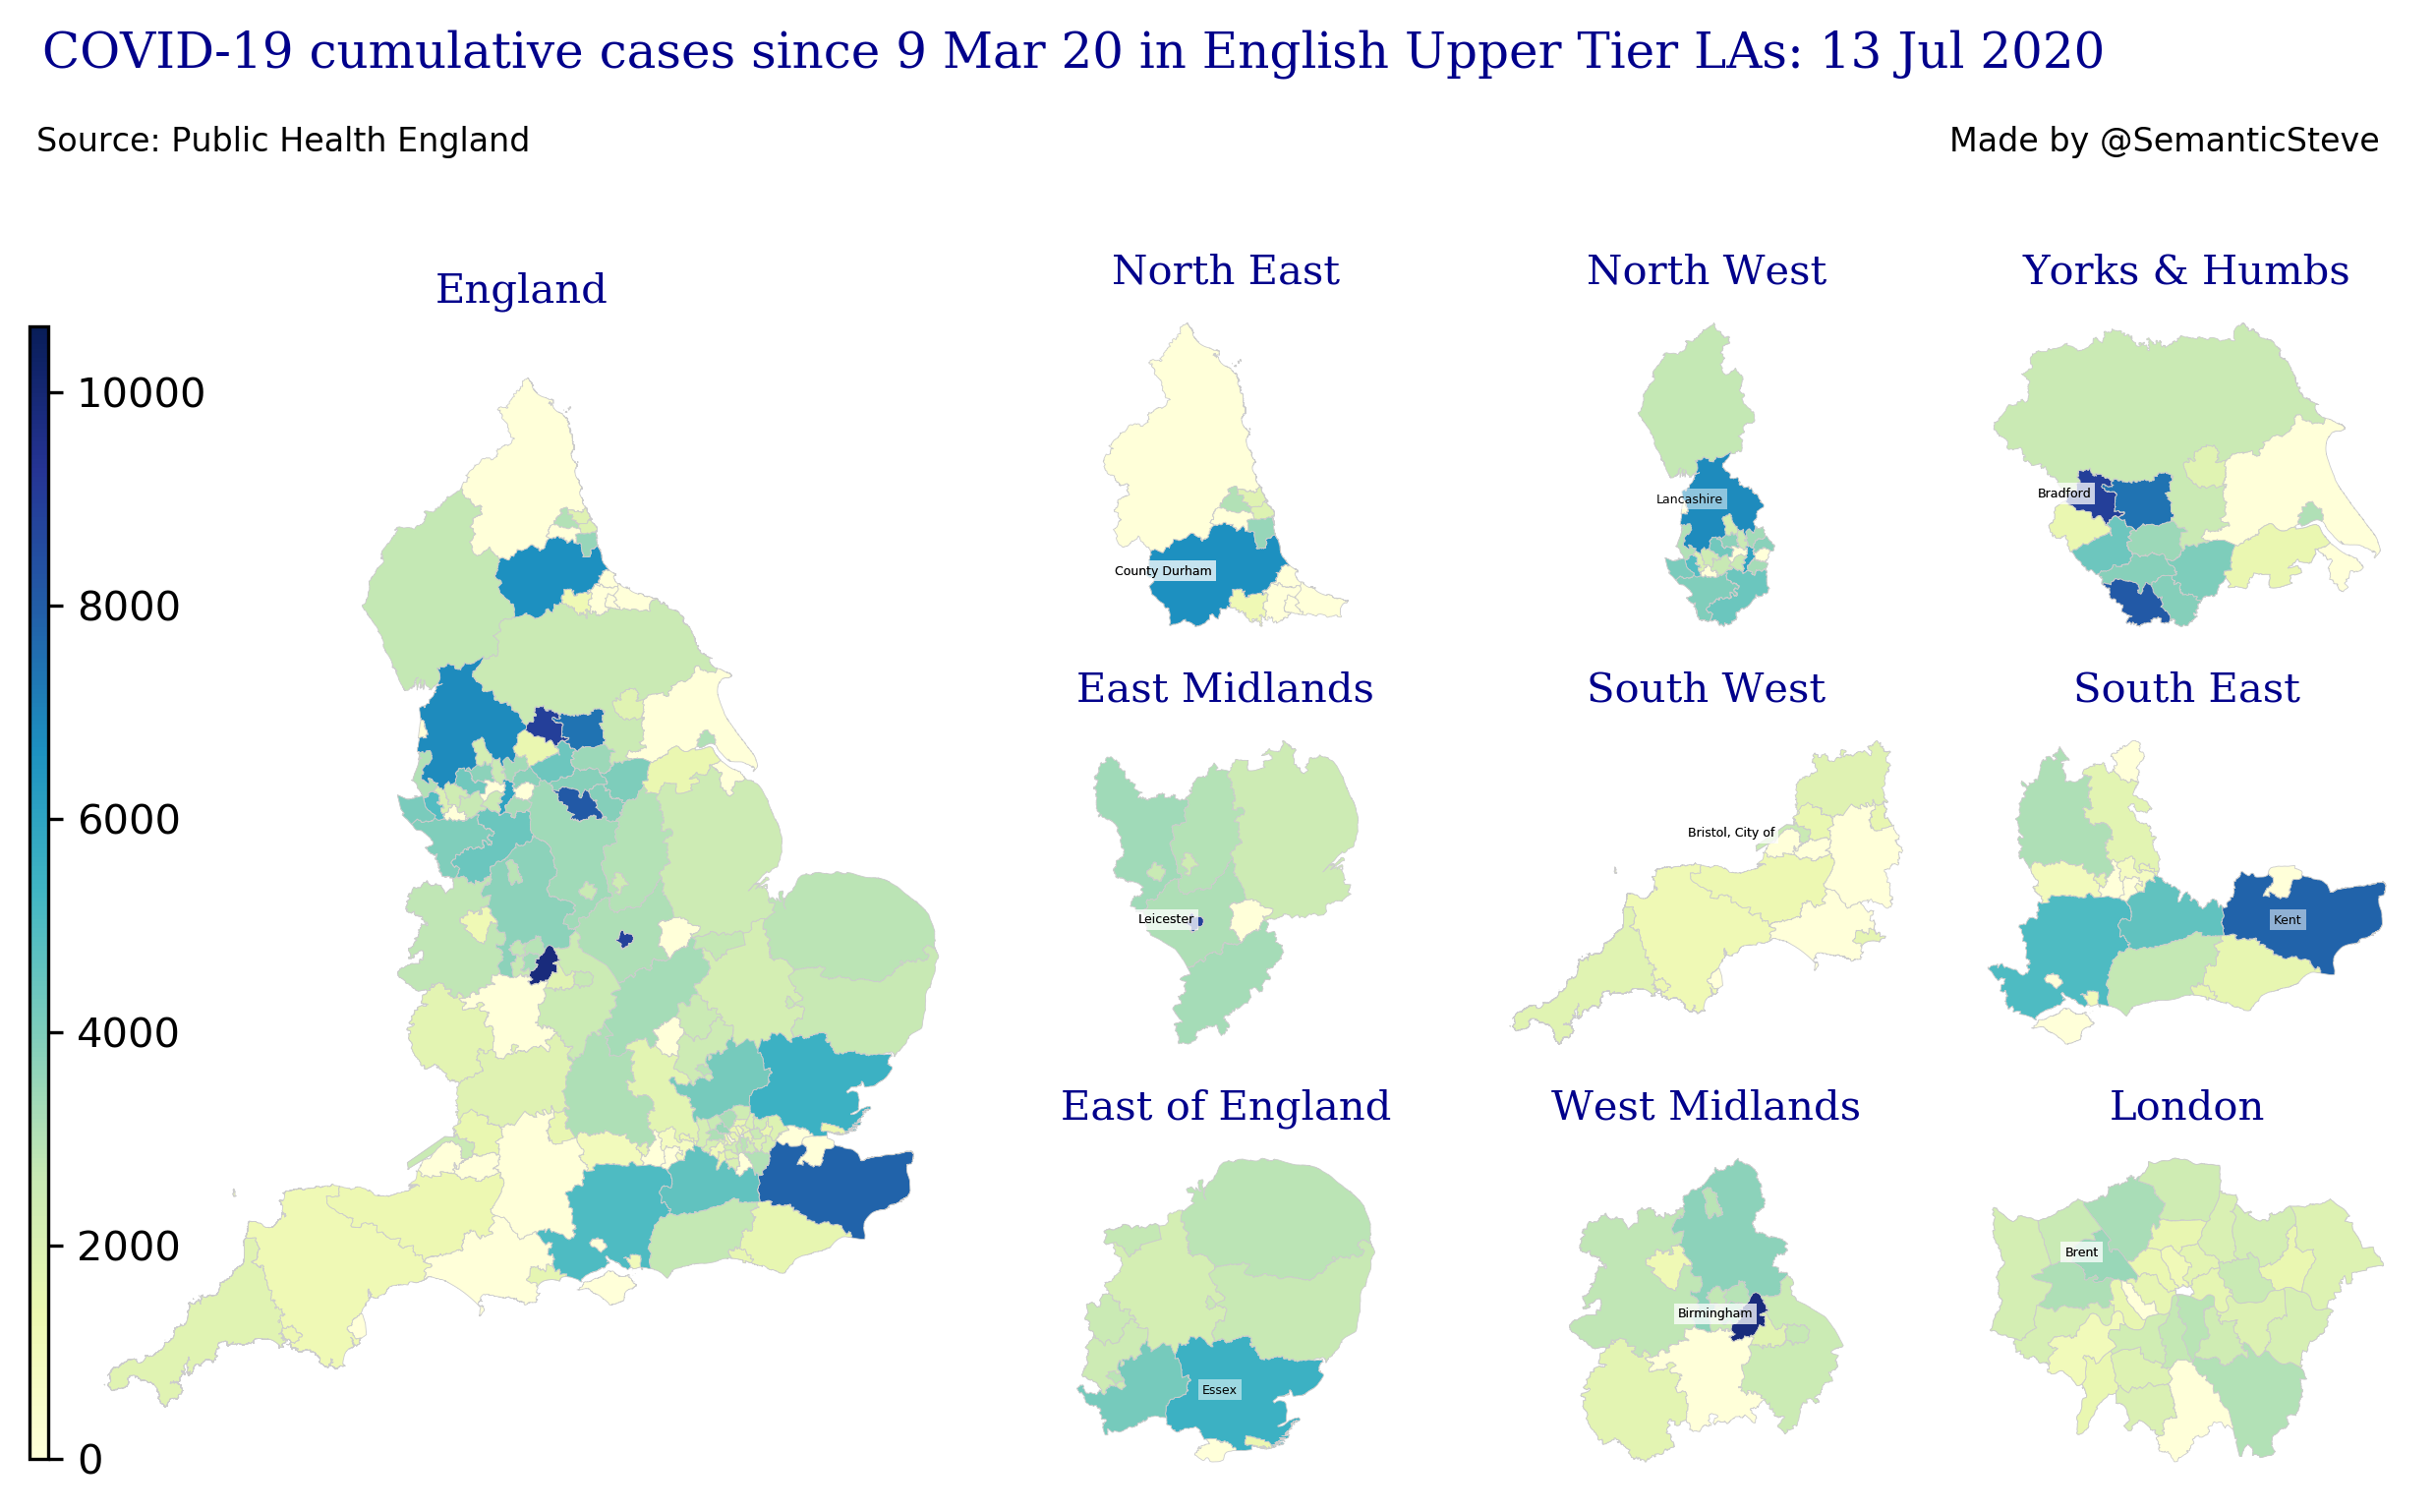 COVID-19 cumulative cases since 9 Mar 20 in English Upper Tier LAs: 13 Jul 2020
Source: Public Health England
Made by @SemanticSteve
England
10000
8000
6000
4000
2000
0
North East
County Durham
North West
Lancashire
Yorks & Humbs
Bradford
East Midlands
Leicester
South West
Bristol, City of
South East
Kent
East of England
Essex
West Midlands
Birmingham
London
Brent